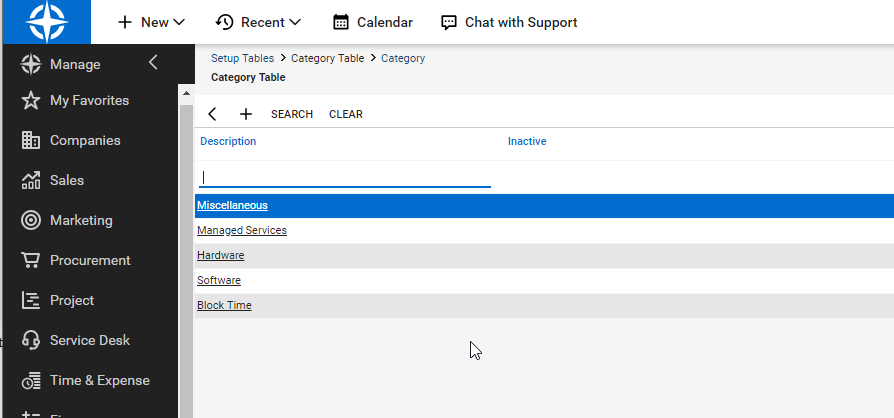 New Recent Calendar Chat with Support
Manage
My Favorites
Companies
Sales
Marketing
Procurement
Project
Service Desk
Time & Expense
Setup Tables > Category Table > Category
Category Table
SEARCH CLEAR
Description Inactive
Miscellaneous
Managed Services
Hardware
Software
Block Time